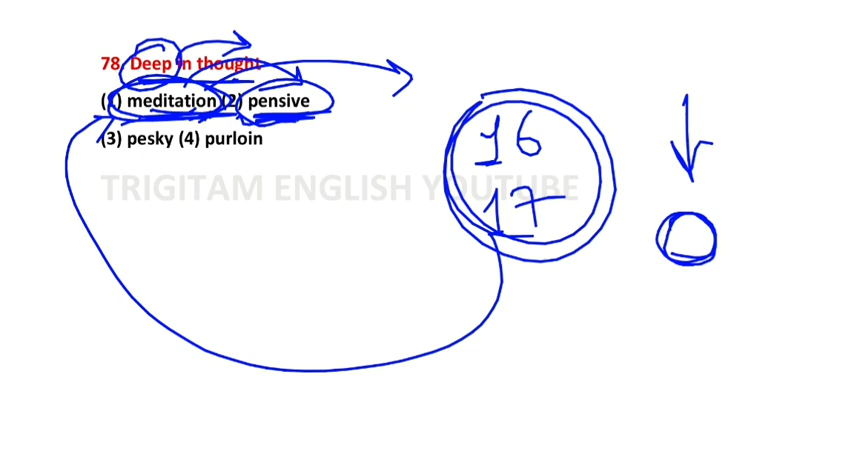 78. Deep in thought
(1) meditation (2) pensive
(3) pesky (4) purloin
TRIGITAM ENGLISH YOUTUBE
16
17